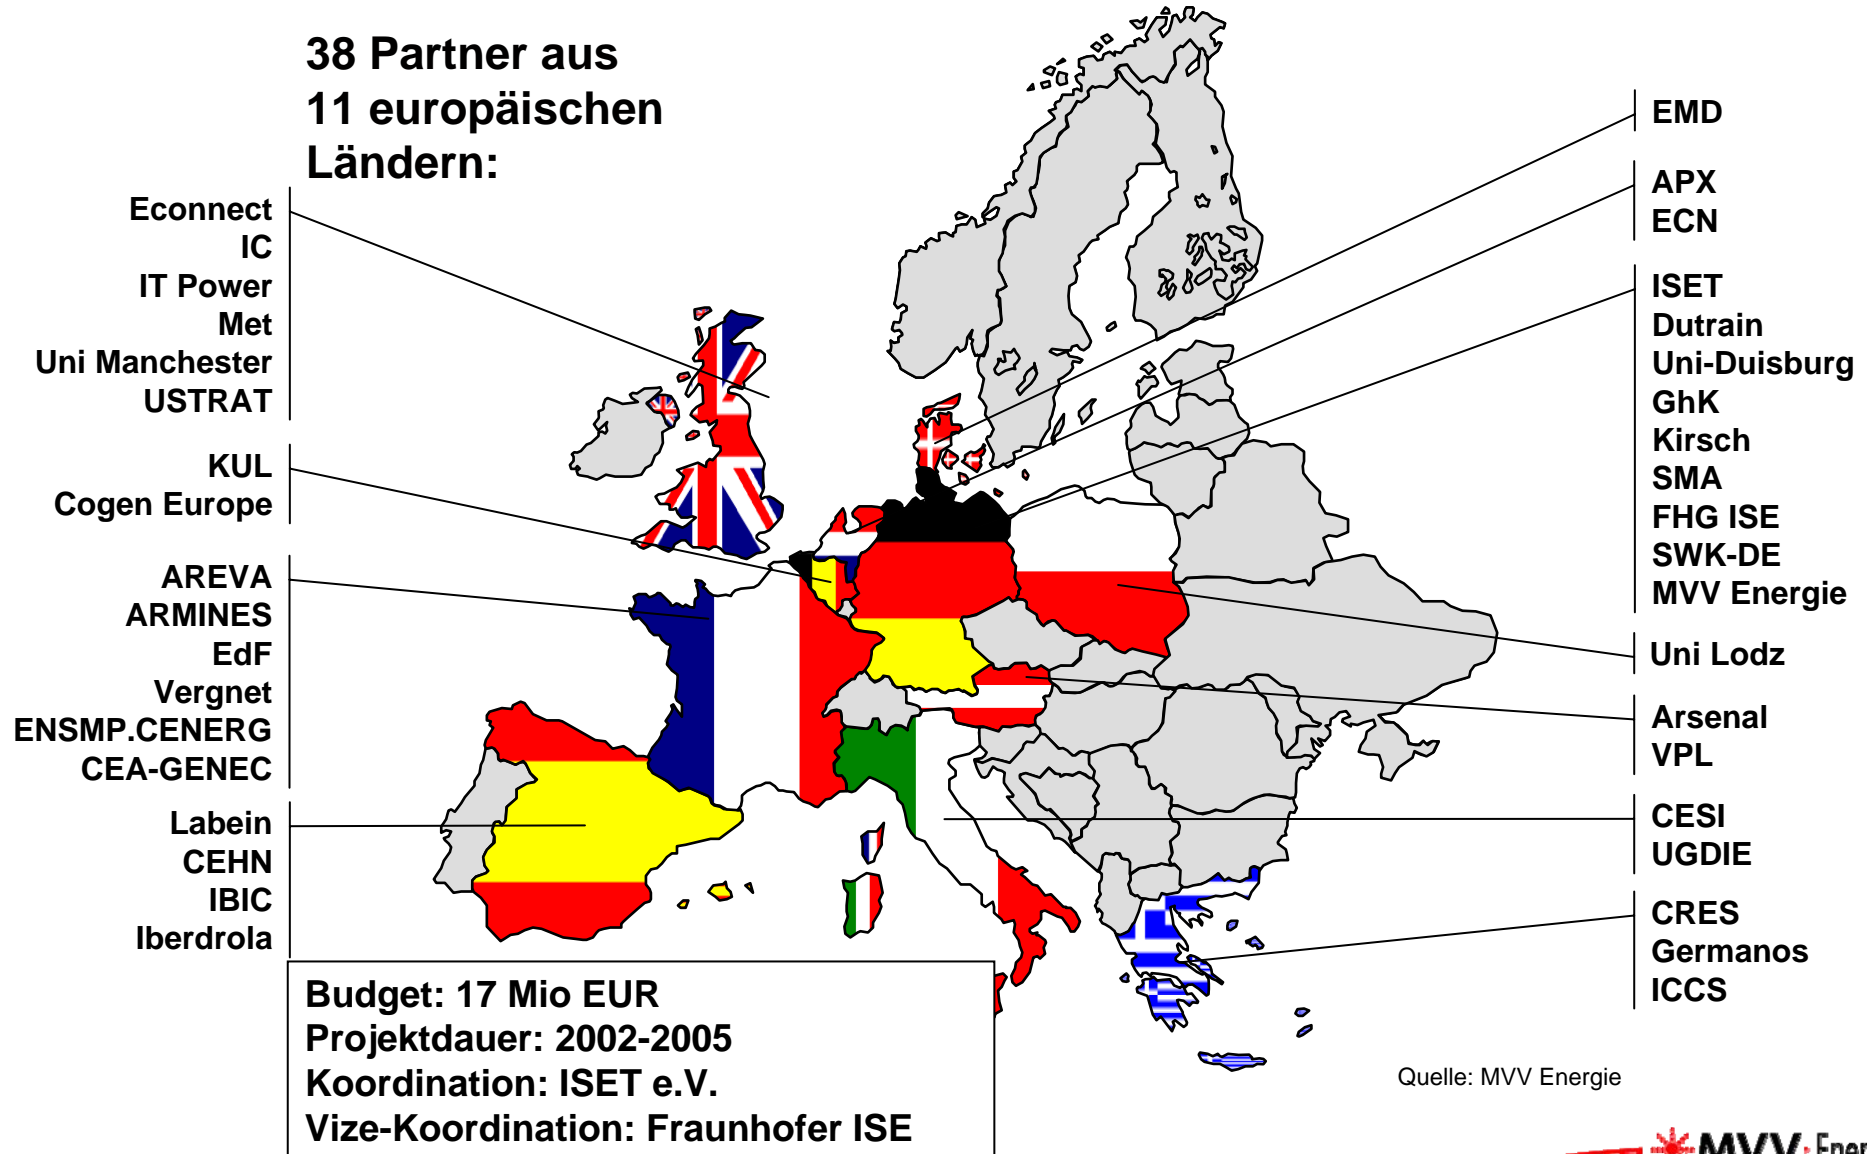 38 Partner aus
11 europäischen
Ländern:
Econnect
IC
IT Power
Met
Uni Manchester
USTRAT
KUL
Cogen Europe
AREVA
ARMINES
EdF
Vergnet
ENSMP.CENERG
CEA-GENEC
Labein
CEHN
IBIC
Iberdrola
EMD
APX
ECN
ISET
Dutrain
Uni-Duisburg
GhK
Kirsch
SMA
FHG ISE
SWK-DE
MVV Energie
Uni Lodz
Arsenal
VPL
CESI
UGDIE
CRES
Germanos
ICCS
Budget: 17 Mio EUR
Projektdauer: 2002-2005
Koordination: ISET e.V.
Vize-Koordination: Fraunhofer ISE
Quelle: MVV Energie
MVV Ener